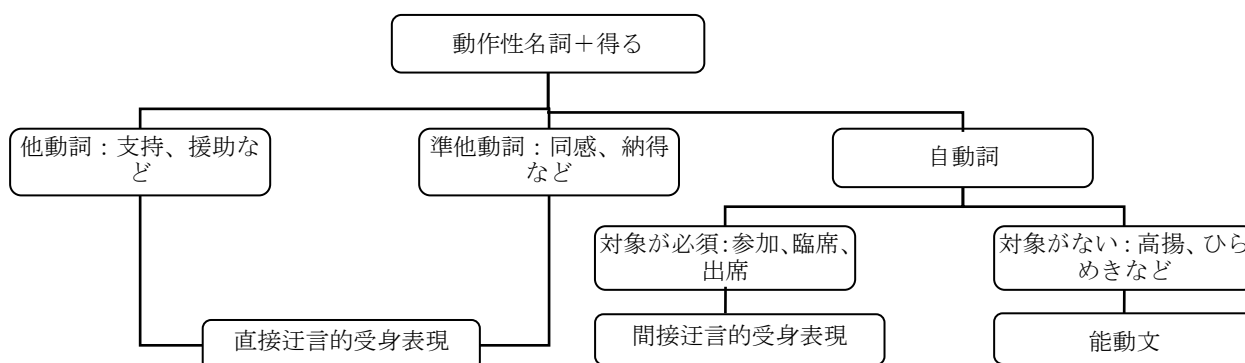 動作性名詞＋得る
他動詞：支持、援助な
ど
準他動詞：同感、納得
など
自動詞
対象が必須：参加、臨席、
出席
対象がない：高揚、ひら
めきなど
直接迂言的受身表現
間接迂言的受身表現
能動文